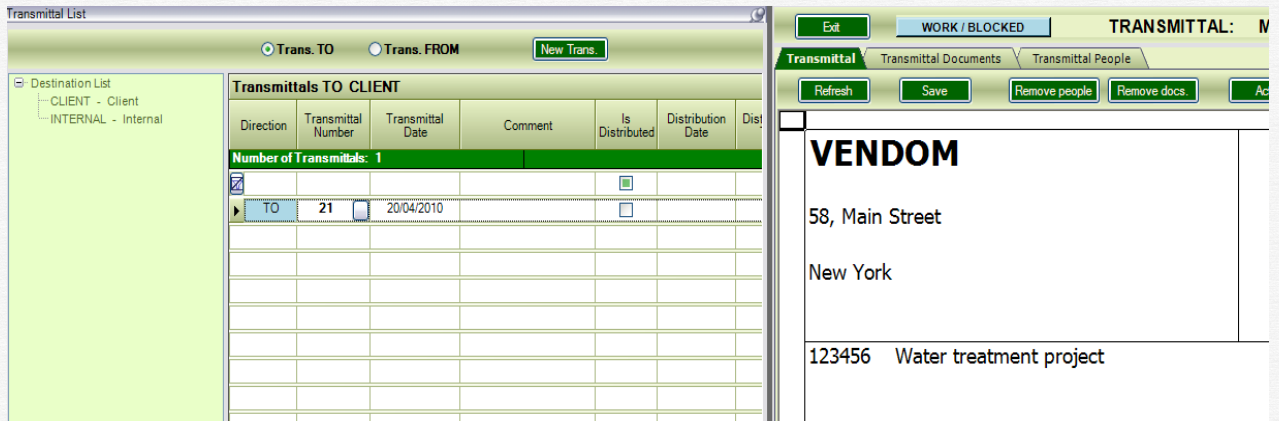 Transmittal List
Trans. TO
Trans. FROM
New Trans.
Destination List
CLIENT - Client
INTERNAL - Internal
Transmittals TO CLIENT
Direction
Transmittal
Number
Transmittal
Date
Comment
Is
Distributed
Distribution
Date
Number of Transmittals: 1
TO 21 20/04/2010
Exit
WORK / BLOCKED
TRANSMITTAL:
Transmittal
Transmittal Documents
Transmittal People
Refresh
Save
Remove people
Remove docs.
VENDOM
58, Main Street
New York
123456 Water treatment project